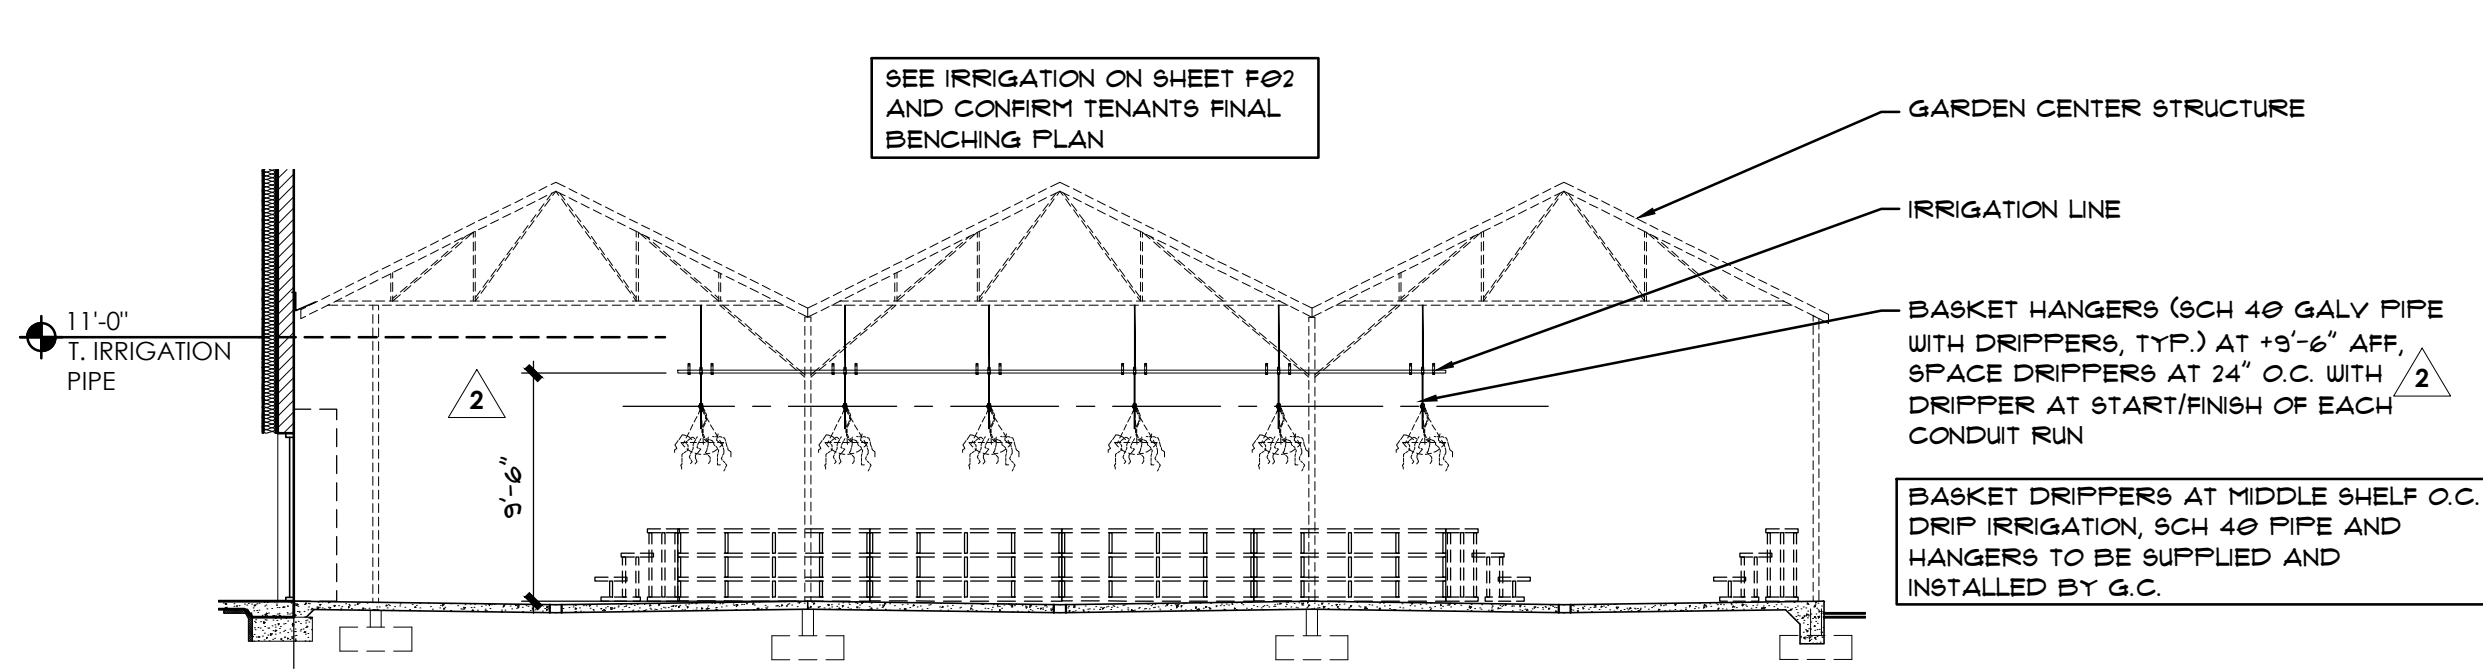 SEE IRRIGATION ON SHEET F02
AND CONFIRM TENANTS FINAL
BENCHING PLAN
GARDEN CENTER STRUCTURE
IRRIGATION LINE
11'-0"
T. IRRIGATION
PIPE
BASKET HANGERS (SCH 40 GALV PIPE
WITH DRIPPERS, TYP.) AT +9'-6" AFF,
SPACE DRIPPERS AT 24" O.C. WITH
DRIPPER AT START/FINISH OF EACH
CONDUIT RUN
2
2
9'-6"
BASKET DRIPPERS AT MIDDLE SHELF O.C.
DRIP IRRIGATION, SCH 40 PIPE AND
HANGERS TO BE SUPPLIED AND
INSTALLED BY G.C.